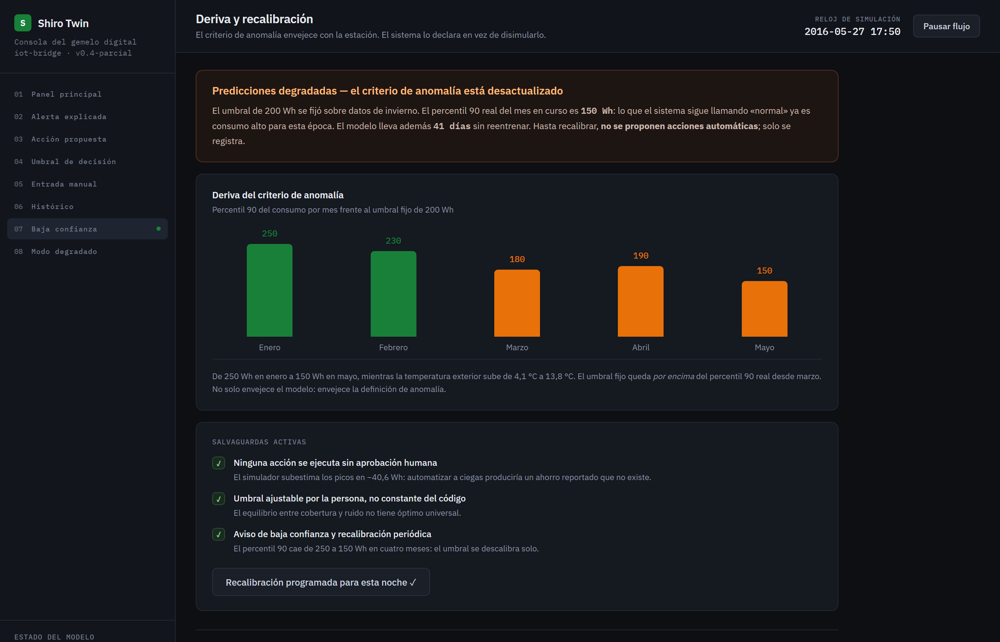 S
Shiro Twin
Consola del gemelo digital
iot-bridge · v0.4-parcial
01 Panel principal
02 Alerta explicada
03 Acción propuesta
04 Umbral de decisión
05 Entrada manual
06 Histórico
07 Baja confianza
08 Modo degradado
ESTADO DEL MODELO
Deriva y recalibración
El criterio de anomalía envejece con la estación. El sistema lo declara en vez de disimularlo.
RELOJ DE SIMULACIÓN
2016-05-27 17:50
Pausar flujo
Predicciones degradadas — el criterio de anomalía está desactualizado
El umbral de 200 Wh se fijó sobre datos de invierno. El percentil 90 real del mes en curso es 150 Wh: lo que el sistema sigue llamando «normal» ya es
consumo alto para esta época. El modelo lleva además 41 días sin reentrenar. Hasta recalibrar, no se proponen acciones automáticas; solo se
registra.
Deriva del criterio de anomalía
Percentil 90 del consumo por mes frente al umbral fijo de 200 Wh
250
230
180
190
150
Enero
Febrero
Marzo
Abril
Mayo
De 250 Wh en enero a 150 Wh en mayo, mientras la temperatura exterior sube de 4,1 °C a 13,8 °C. El umbral fijo queda por encima del percentil 90 real desde marzo.
No solo envejece el modelo: envejece la definición de anomalía.
SALVAGUARDAS ACTIVAS
✓ Ninguna acción se ejecuta sin aprobación humana
El simulador subestima los picos en −40,6 Wh: automatizar a ciegas produciría un ahorro reportado que no existe.
✓ Umbral ajustable por la persona, no constante del código
El equilibrio entre cobertura y ruido no tiene óptimo universal.
✓ Aviso de baja confianza y recalibración periódica
El percentil 90 cae de 250 a 150 Wh en cuatro meses: el umbral se descalibra solo.
Recalibración programada para esta noche ✓